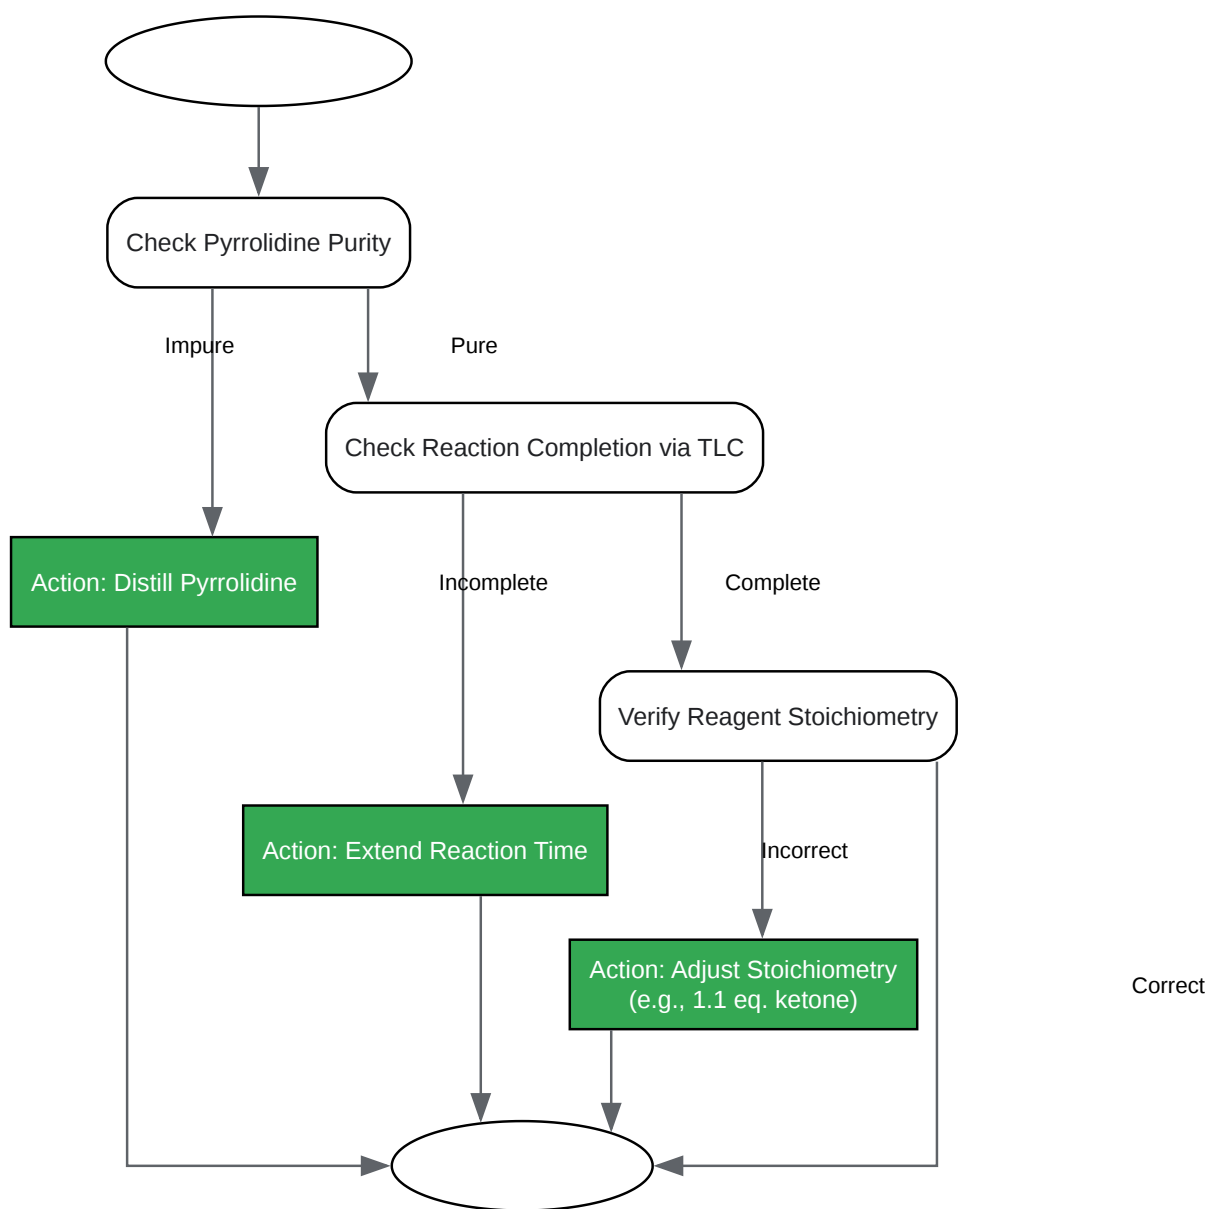 Check Pyrrolidine Purity
Impure
Pure
Check Reaction Completion via TLC
Action: Distill Pyrrolidine
Incomplete
Complete
Verify Reagent Stoichiometry
Action: Extend Reaction Time
Incorrect
Action: Adjust Stoichiometry
(e.g., 1.1 eq. ketone)
Correct